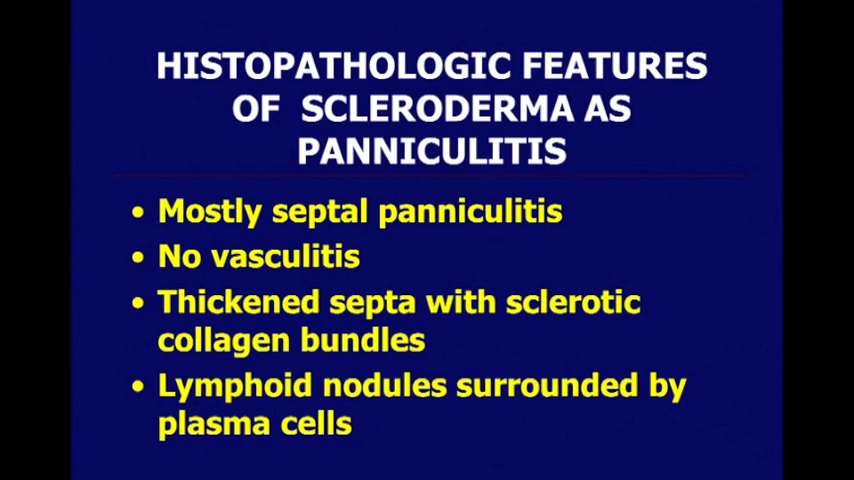 HISTOPATHOLOGIC FEATURES
OF SCLERODERMA AS
PANNICULITIS
• Mostly septal panniculitis
• No vasculitis
• Thickened septa with sclerotic
collagen bundles
• Lymphoid nodules surrounded by
plasma cells